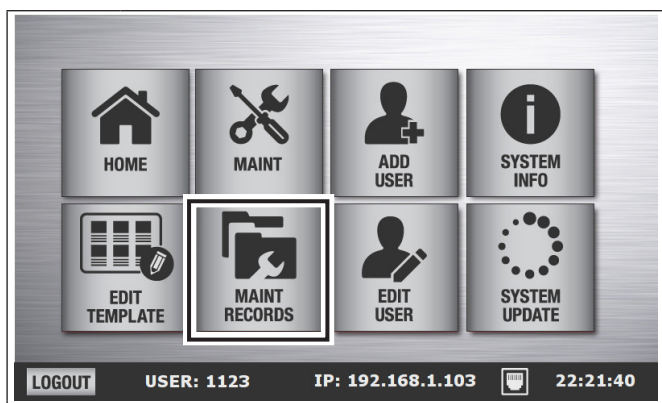 HOME
MAINT
ADD
USER
SYSTEM
INFO
EDIT
TEMPLATE
MAINT
RECORDS
EDIT
USER
SYSTEM
UPDATE
LOGOUT USER: 1123 IP: 192.168.1.103 22:21:40